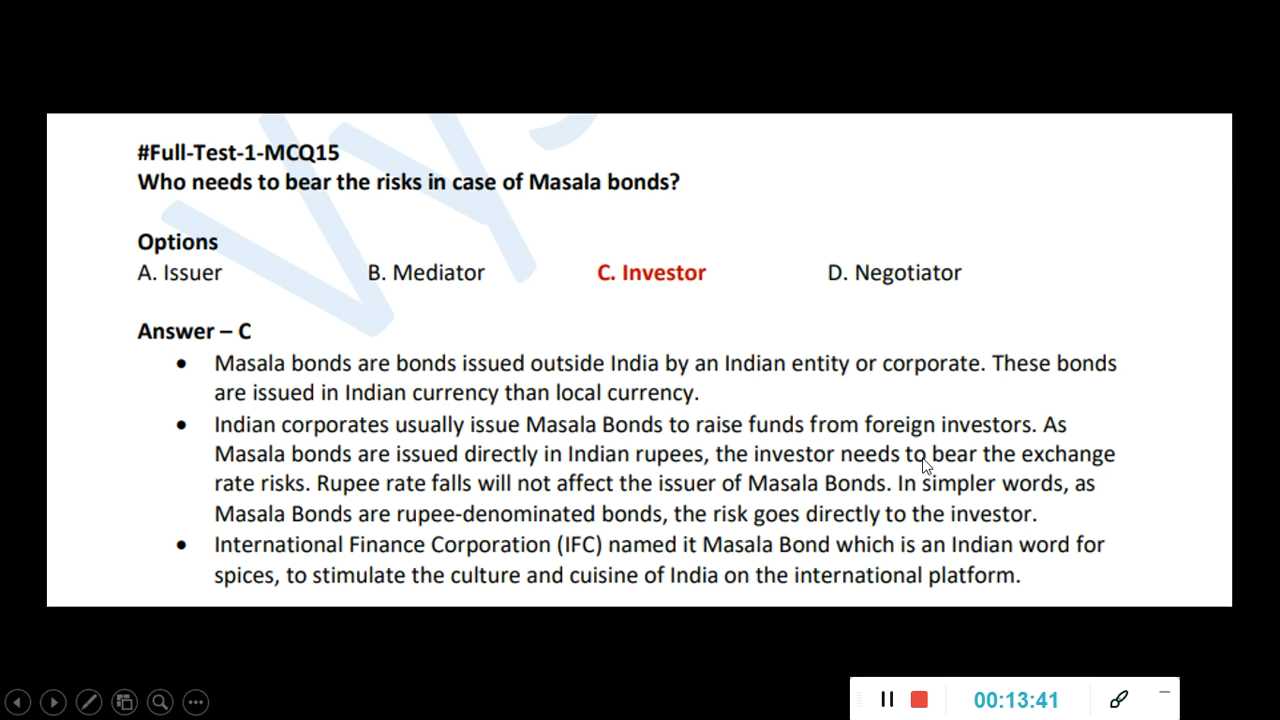 #Full-Test-1-MCQ15
Who needs to bear the risks in case of Masala bonds?
Options
A. Issuer B. Mediator C. Investor D. Negotiator
Answer – C
• Masala bonds are bonds issued outside India by an Indian entity or corporate. These bonds
are issued in Indian currency than local currency.
• Indian corporates usually issue Masala Bonds to raise funds from foreign investors. As
Masala bonds are issued directly in Indian rupees, the investor needs to bear the exchange
rate risks. Rupee rate falls will not affect the issuer of Masala Bonds. In simpler words, as
Masala Bonds are rupee-denominated bonds, the risk goes directly to the investor.
• International Finance Corporation (IFC) named it Masala Bond which is an Indian word for
spices, to stimulate the culture and cuisine of India on the international platform.
00:13:41